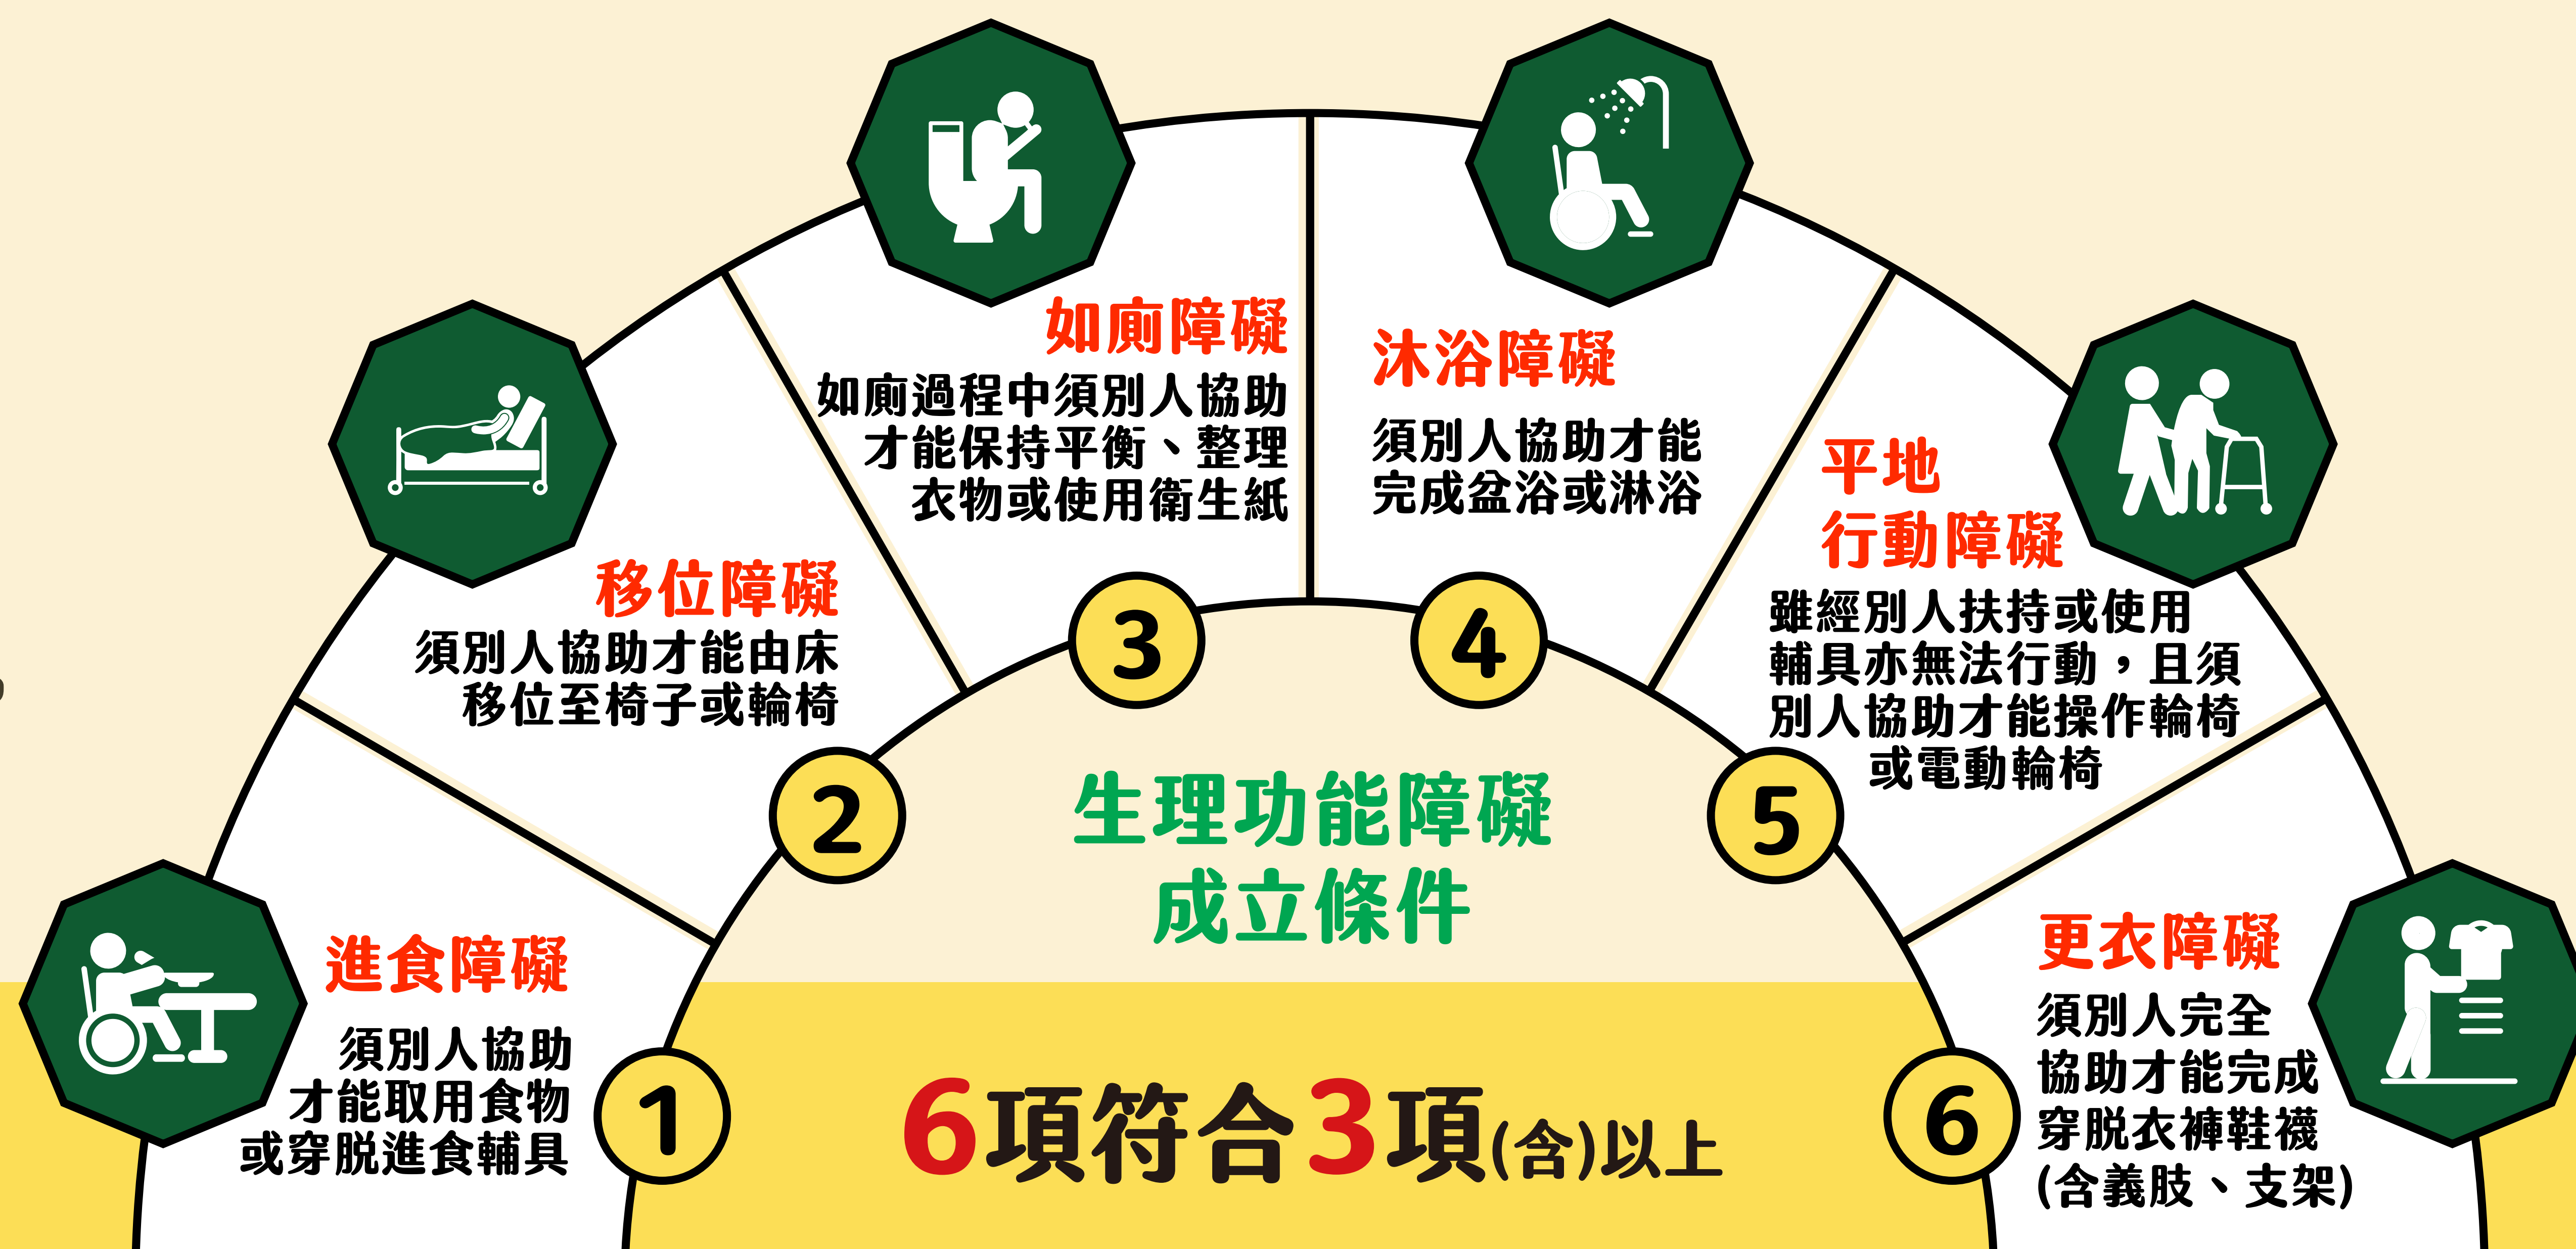 進食障礙
須別人協助
才能取用食物
或穿脱進食輔具
1
移位障礙
須別人協助才能由床
移位至椅子或輪椅
2
如廁障礙
如廁過程中須別人協助
才能保持平衡、整理
衣物或使用衛生紙
3
沐浴障礙
須別人協助才能
完成盆浴或淋浴
4
平地
行動障礙
雖經別人扶持或使用
輔具亦無法行動，且須
別人協助才能操作輪椅
或電動輪椅
5
更衣障礙
須別人完全
協助才能完成
穿脱衣褲鞋襪
(含義肢、支架)
6
生理功能障礙
成立條件
6項符合3項(含)以上